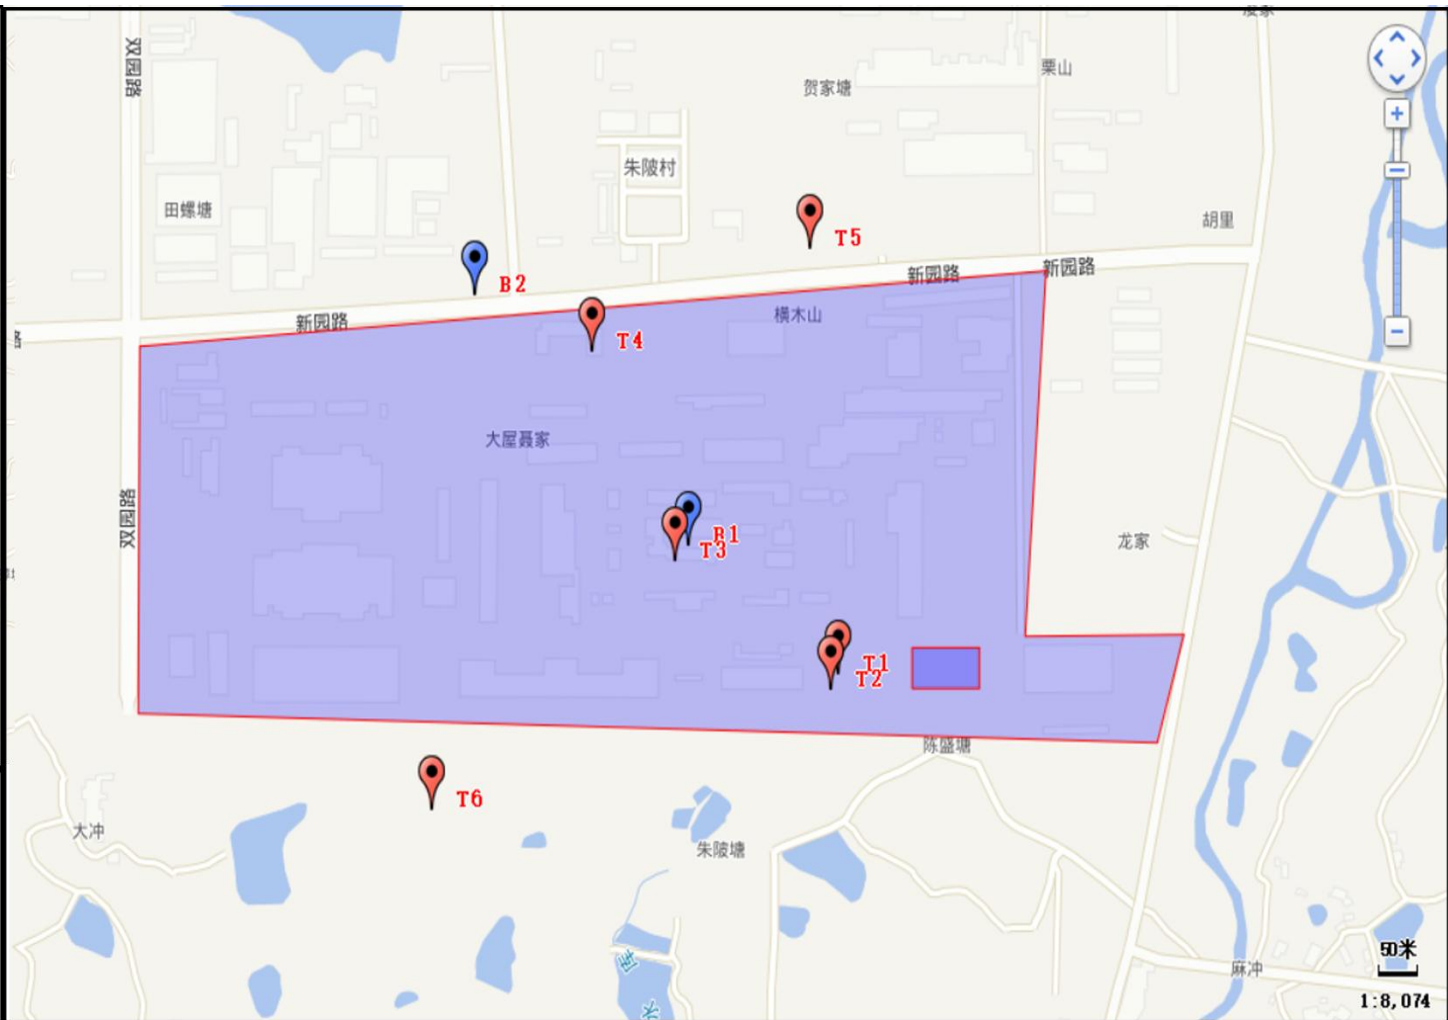 双园路
栗山
贺家塘
朱陂村
田螺塘
胡里
T5
新园路
新园路
B2
横木山
新园路
T4
路
大屋聂家
双园路
B1
T3
龙家
T1
T2
陈盛塘
T6
大冲
朱陂塘
50米
麻冲
1:8,074